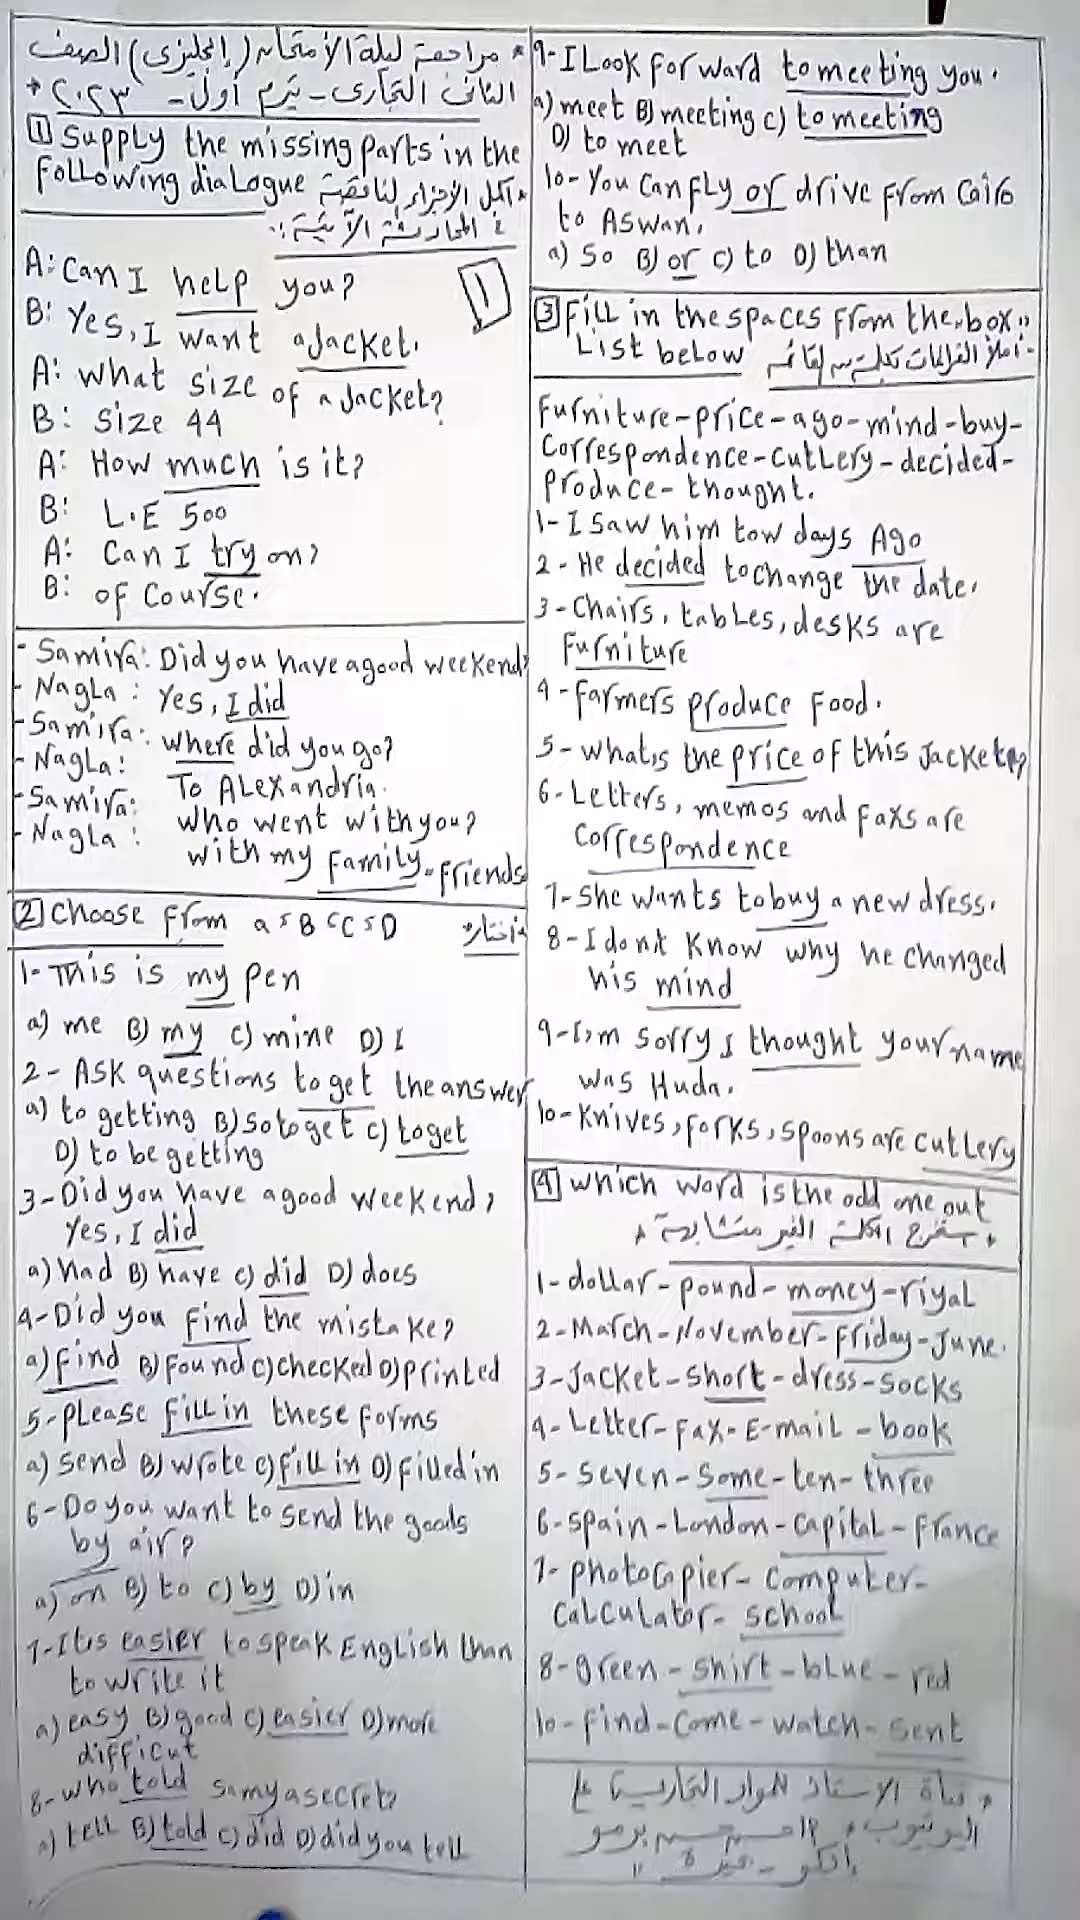 * مراجعة ليلة الامتحان (إنجليزى) الصف
الثانى التجارى - ترم أول - ٢٠٢٣ *
1 Supply the missing parts in the
following dialogue * أكمل الأجزاء الناقصة
فى المحادثة الآتية :-
A: Can I help you?
B: Yes, I want a Jacket.
A: What size of a Jacket?
B: Size 44
A: How much is it?
B: L.E 500
A: Can I try on?
B: of Course.
١
- Samira: Did you have a good weekend?
- Nagla: Yes, I did
- Samira: where did you go?
- Nagla: To Alexandria.
- Samira: who went with you?
- Nagla: with my family - friends
2 Choose from a, B, C, D * أختار
1- This is my pen
a) me B) my C) mine D) I
2- Ask questions to get the answer
a) to getting B) so to get C) to get
D) to be getting
3- Did you have a good weekend?
Yes, I did
a) had B) have C) did D) does
4- Did you find the mistake?
a) find B) found C) checked D) printed
5- please fill in these forms
a) send B) wrote C) fill in D) filled in
6- Do you want to send the goods
by air?
a) on B) to C) by D) in
7- It,s easier to speak English than
to write it
a) easy B) good C) easier D) more
difficut
8- who told samy a secret?
a) tell B) told C) did D) did you tell
9- I Look forward to meeting you.
a) meet B) meeting C) to meeting
D) to meet
10- You can fly or drive from Cairo
to Aswan.
a) So B) or C) to D) than
3 Fill in the spaces from the box
List below
Furniture - price - ago - mind - buy -
Correspondence - Cutlery - decided -
produce - thought.
1- I saw him tow days Ago
2- He decided to change the date.
3- Chairs, tables, desks are
Furniture
4- Farmers produce Food.
5- what,s the price of this Jacket?
6- Letters, memos and faxs are
Correspondence
7- She wants to buy a new dress.
8- I don,t Know why he changed
his mind
9- I,m sorry I thought your name
was Huda.
10- Knives, forks, spoons are cutlery
4 which word is the odd one out
* استخرج الكلمة الغير متشابهة *
1- dollar - pound - money - riyal
2- March - November - Friday - June.
3- Jacket - short - dress - socks
4- Letter - Fax - E-mail - book
5- seven - some - ten - three
6- spain - London - Capital - France
7- photocopier - Computer -
Calculator - school
8- green - shirt - blue - red
10- find - come - watch - sent
* قناة الاستاذ للمواد التجارية على
اليوتيوب *